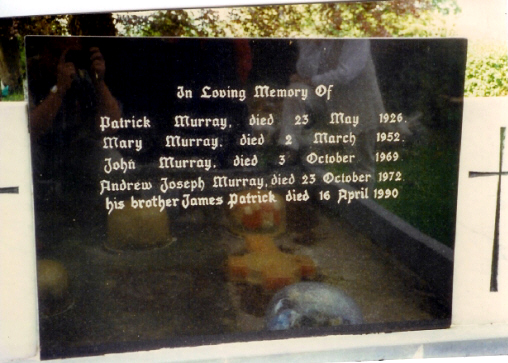 In Loving Memory Of
Patrick Murray, died 23 May 1926.
Mary Murray, died 2 March 1952.
John Murray, died 3 October 1969
Andrew Joseph Murray, died 23 October 1972.
his brother James Patrick died 16 April 1990